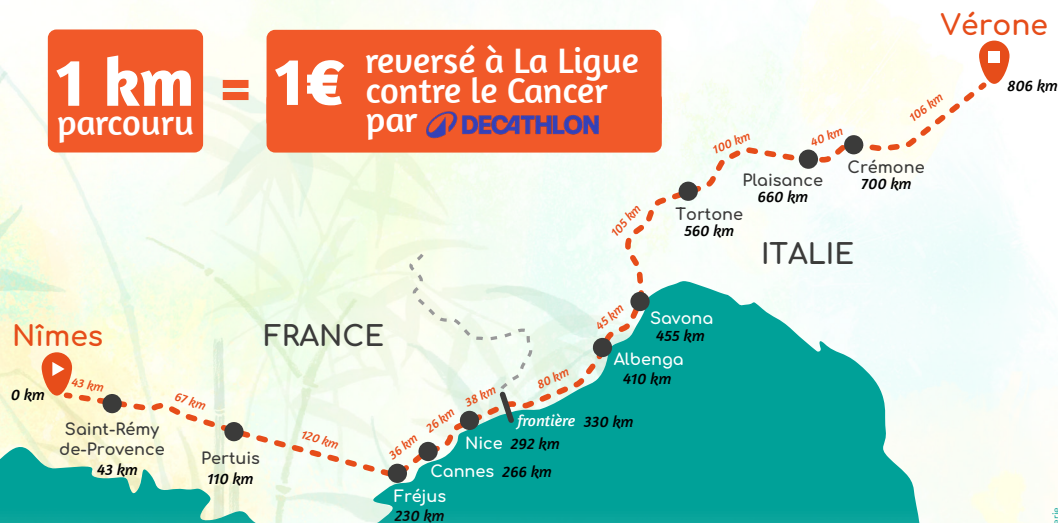 1 km
parcouru
=
1€
reversé à La Ligue
contre le Cancer
par DECATHLON
Vérone
806 km
106 km
40 km
100 km
Crémone
700 km
Plaisance
660 km
Tortone
560 km
105 km
ITALIE
Savona
455 km
45 km
Albenga
410 km
80 km
FRANCE
Nîmes
0 km
43 km
Saint-Rémy
de-Provence
43 km
67 km
Pertuis
110 km
120 km
Fréjus
230 km
36 km
Cannes 266 km
26 km
Nice 292 km
38 km
frontière 330 km